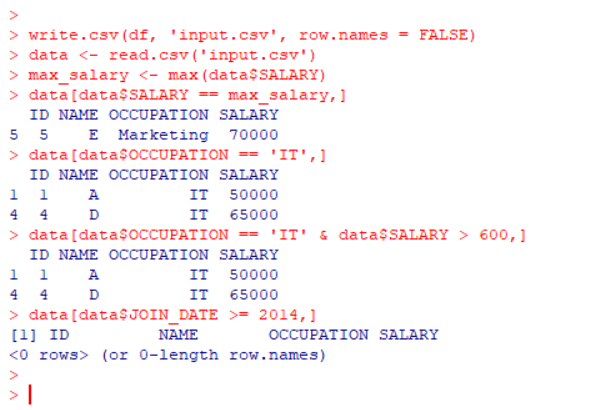 >
> write.csv(df, 'input.csv', row.names = FALSE)
> data <- read.csv('input.csv')
> max_salary <- max(data$SALARY)
> data[data$SALARY == max_salary,]
  ID NAME OCCUPATION SALARY
5  5    E  Marketing  70000
> data[data$OCCUPATION == 'IT',]
  ID NAME OCCUPATION SALARY
1  1    A         IT  50000
4  4    D         IT  65000
> data[data$OCCUPATION == 'IT' & data$SALARY > 600,]
  ID NAME OCCUPATION SALARY
1  1    A         IT  50000
4  4    D         IT  65000
> data[data$JOIN_DATE >= 2014,]
[1] ID         NAME       OCCUPATION SALARY
<0 rows> (or 0-length row.names)
>
>